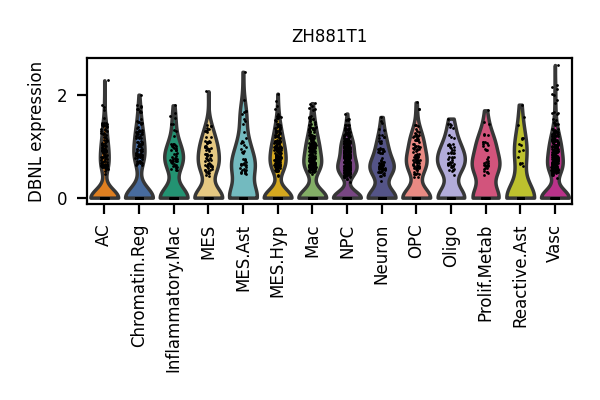 ZH881T1
DBNL expression
2
0
AC
Chromatin.Reg
Inflammatory.Mac
MES
MES.Ast
MES.Hyp
Mac
NPC
Neuron
OPC
Oligo
Prolif.Metab
Reactive.Ast
Vasc